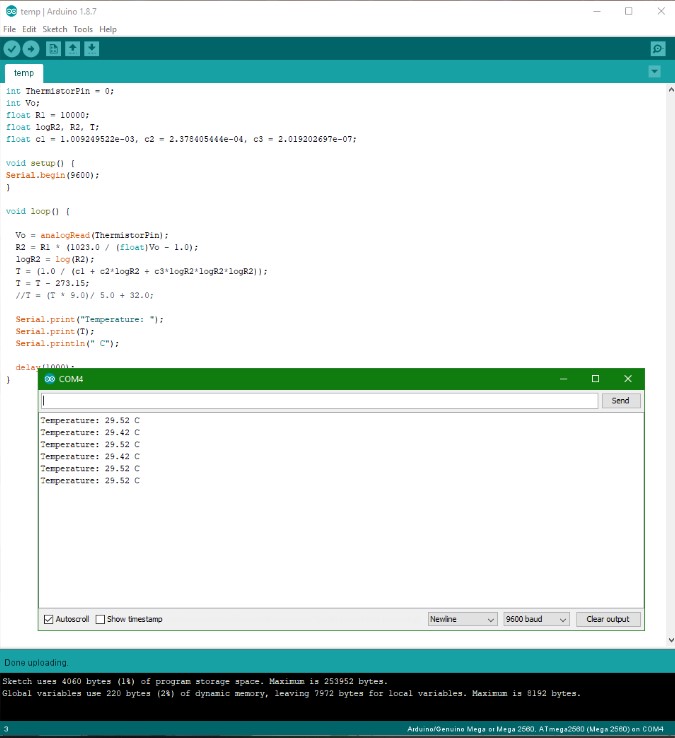 temp | Arduino 1.8.7
File Edit Sketch Tools Help
temp
int ThermistorPin = 0;
int Vo;
float R1 = 10000;
float logR2, R2, T;
float c1 = 1.009249522e-03, c2 = 2.378405444e-04, c3 = 2.019202697e-07;
void setup() {
Serial.begin(9600);
}
void loop() {
Vo = analogRead(ThermistorPin);
R2 = R1 * (1023.0 / (float)Vo - 1.0);
logR2 = log(R2);
T = (1.0 / (c1 + c2*logR2 + c3*logR2*logR2*logR2));
T = T - 273.15;
//T = (T * 9.0)/ 5.0 + 32.0;
Serial.print("Temperature: ");
Serial.print(T);
Serial.println(" C");
delay(1000);
}
COM4
Send
Temperature: 29.52 C
Temperature: 29.42 C
Temperature: 29.52 C
Temperature: 29.42 C
Temperature: 29.52 C
Temperature: 29.52 C
Autoscroll Show timestamp Newline 9600 baud Clear output
Done uploading.
Sketch uses 4060 bytes (1%) of program storage space. Maximum is 253952 bytes.
Global variables use 220 bytes (2%) of dynamic memory, leaving 7972 bytes for local variables. Maximum is 8192 bytes.
3 Arduino/Genuino Mega or Mega 2560, ATmega2560 (Mega 2560) on COM4